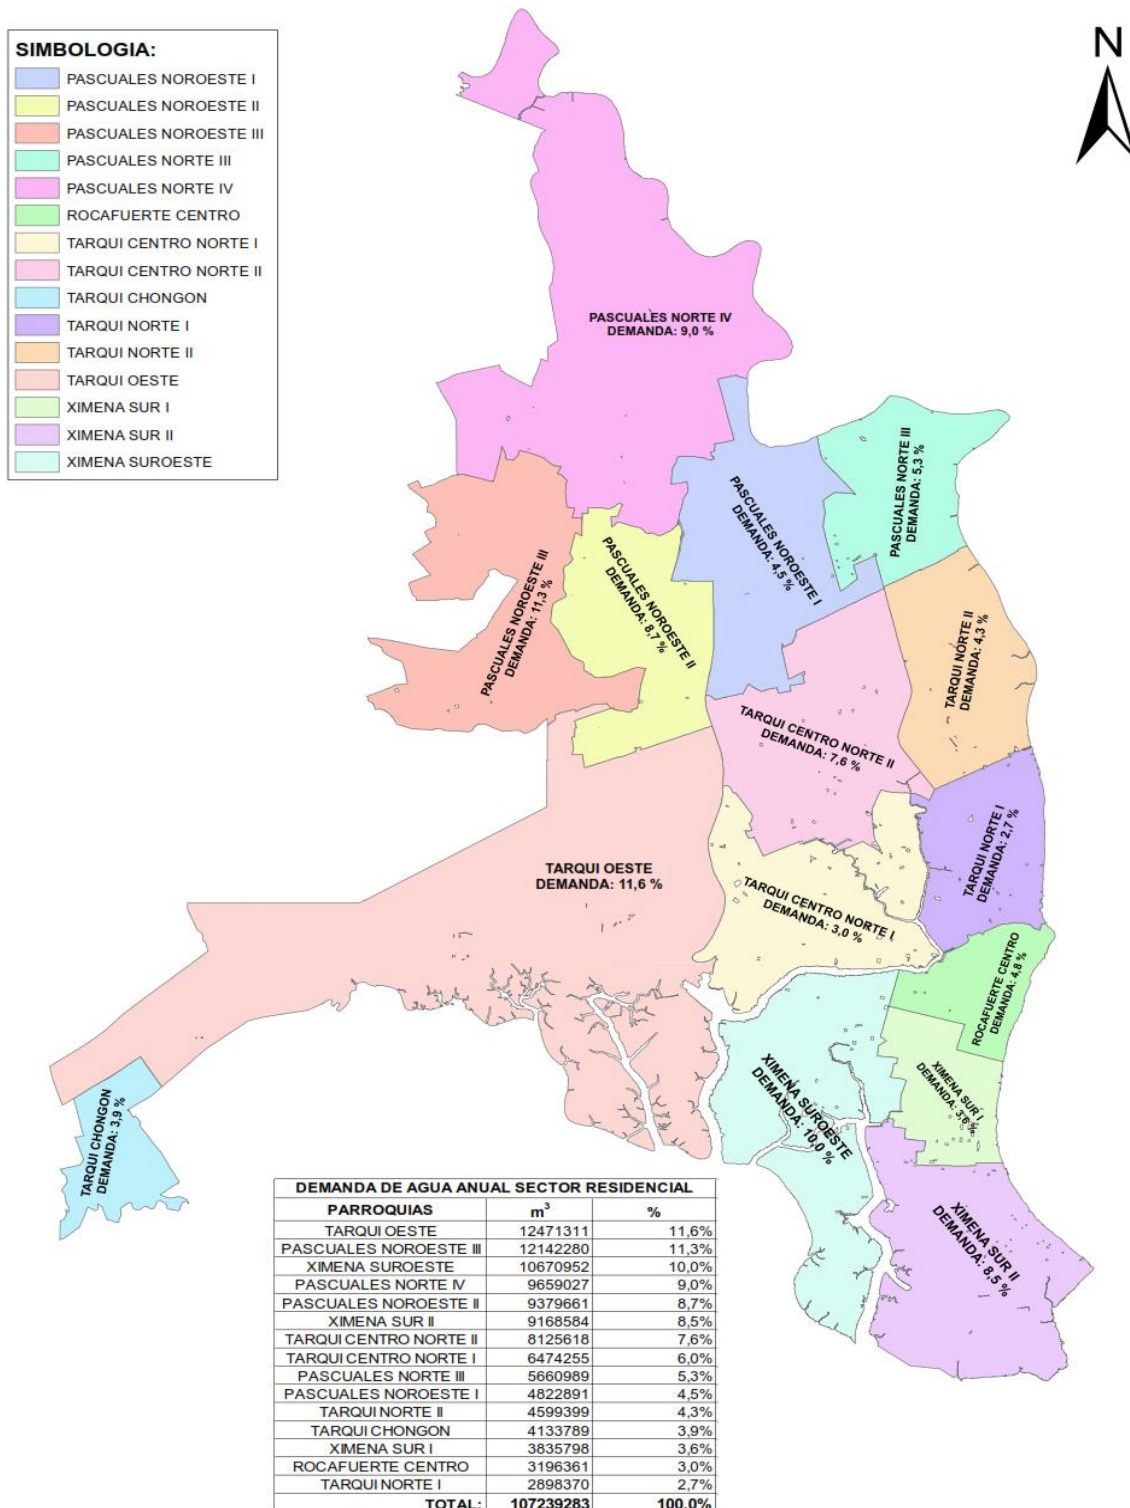 N
SIMBOLOGIA:
PASCUALES NOROESTE I
PASCUALES NOROESTE II
PASCUALES NOROESTE III
PASCUALES NORTE III
PASCUALES NORTE IV
ROCAFUERTE CENTRO
TARQUI CENTRO NORTE I
TARQUI CENTRO NORTE II
TARQUI CHONGON
TARQUI NORTE I
TARQUI NORTE II
TARQUI OESTE
XIMENA SUR I
XIMENA SUR II
XIMENA SUROESTE
PASCUALES NORTE IV
DEMANDA: 9,0 %
PASCUALES NORTE III
DEMANDA: 5,3 %
PASCUALES NOROESTE I
DEMANDA: 4,5 %
PASCUALES NOROESTE III
DEMANDA: 11,3 %
PASCUALES NOROESTE II
DEMANDA: 8,7 %
TARQUI NORTE II
DEMANDA: 4,3 %
TARQUI CENTRO NORTE II
DEMANDA: 7,6 %
TARQUI NORTE I
DEMANDA: 2,7 %
TARQUI OESTE
DEMANDA: 11,6 %
TARQUI CENTRO NORTE I
DEMANDA: 3,0 %
ROCAFUERTE CENTRO
DEMANDA: 4,8 %
XIMENA SUR I
DEMANDA: 3,6 %
XIMENA SUROESTE
DEMANDA: 10,0 %
TARQUI CHONGON
DEMANDA: 3,9 %
XIMENA SUR II
DEMANDA: 8,5 %
DEMANDA DE AGUA ANUAL SECTOR RESIDENCIAL
PARROQUIAS m³ %
TARQUI OESTE 12471311 11,6%
PASCUALES NOROESTE III 12142280 11,3%
XIMENA SUROESTE 10670952 10,0%
PASCUALES NORTE IV 9659027 9,0%
PASCUALES NOROESTE II 9379661 8,7%
XIMENA SUR II 9168584 8,5%
TARQUI CENTRO NORTE II 8125618 7,6%
TARQUI CENTRO NORTE I 6474255 6,0%
PASCUALES NORTE III 5660989 5,3%
PASCUALES NOROESTE I 4822891 4,5%
TARQUI NORTE II 4599399 4,3%
TARQUI CHONGON 4133789 3,9%
XIMENA SUR I 3835798 3,6%
ROCAFUERTE CENTRO 3196361 3,0%
TARQUI NORTE I 2898370 2,7%
TOTAL: 107239283 100,0%